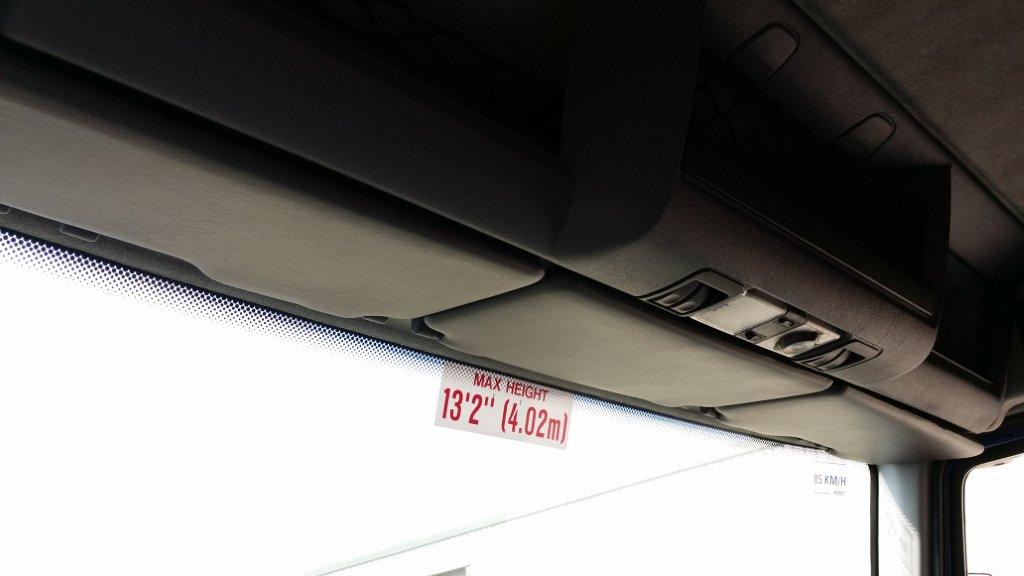 MAX HEIGHT
13'2'' (4.02m)
85 KM/H